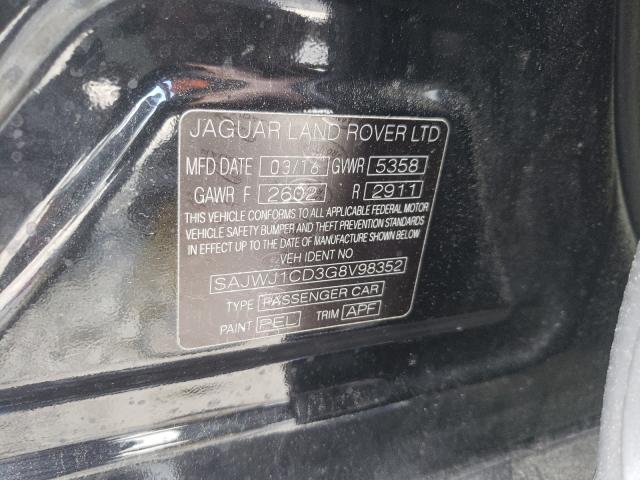 JAGUAR LAND ROVER LTD
MFD DATE 03/16 GVWR 5358
GAWR F 2602 R 2911
THIS VEHICLE CONFORMS TO ALL APPLICABLE FEDERAL MOTOR
VEHICLE SAFETY BUMPER AND THEFT PREVENTION STANDARDS
IN EFFECT UP TO THE DATE OF MANUFACTURE SHOWN BELOW
VEH IDENT NO
SAJWJ1CD3G8V98352
TYPE PASSENGER CAR
PAINT PEL TRIM APF